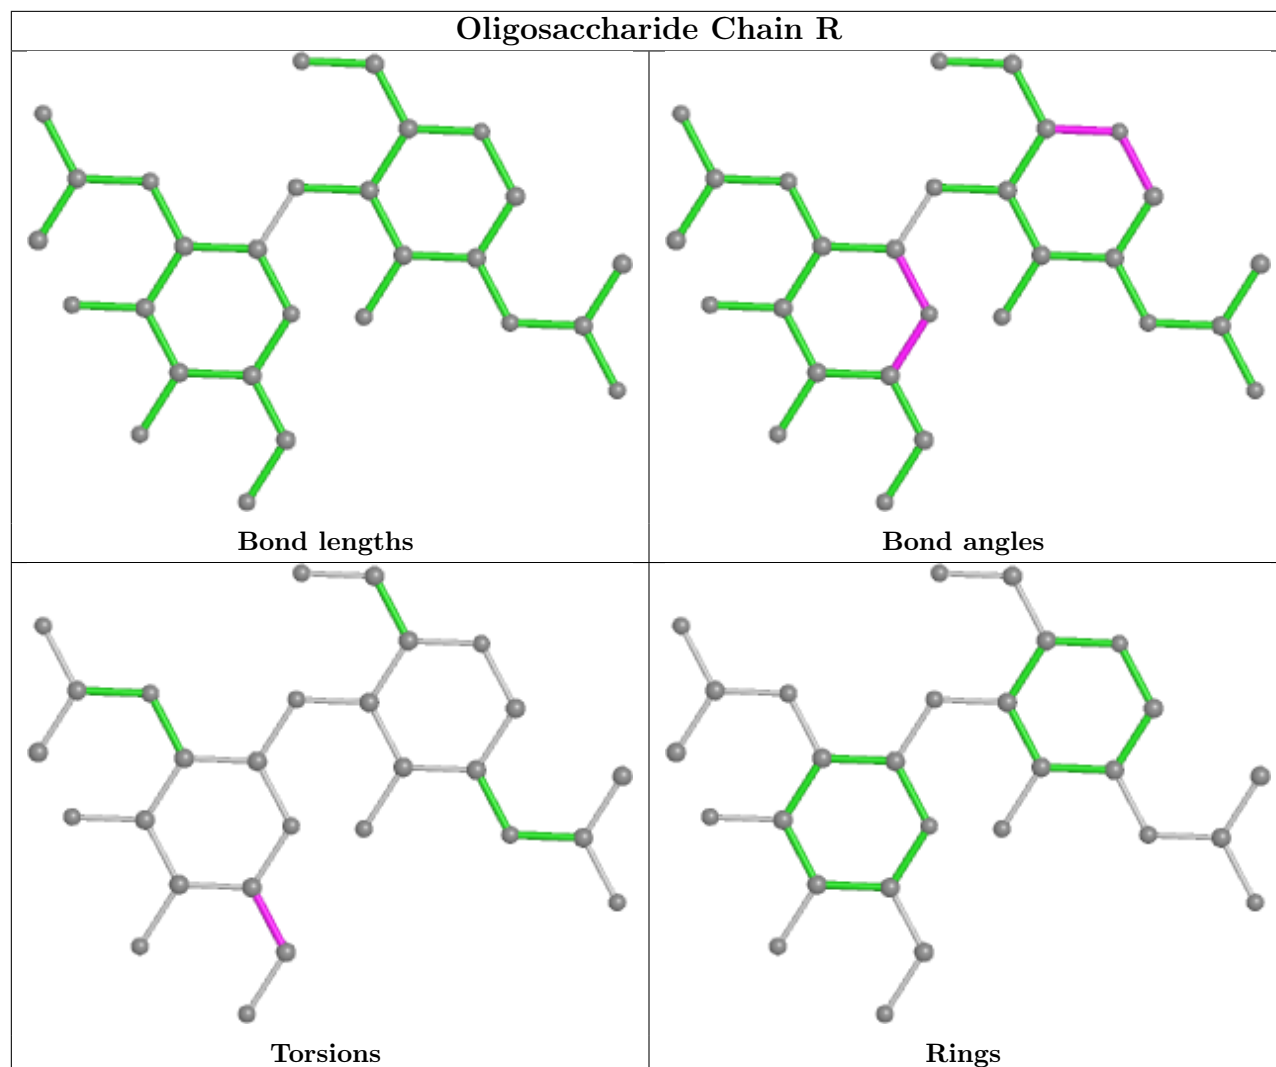 Oligosaccharide Chain R
Bond lengths
Bond angles
Torsions
Rings